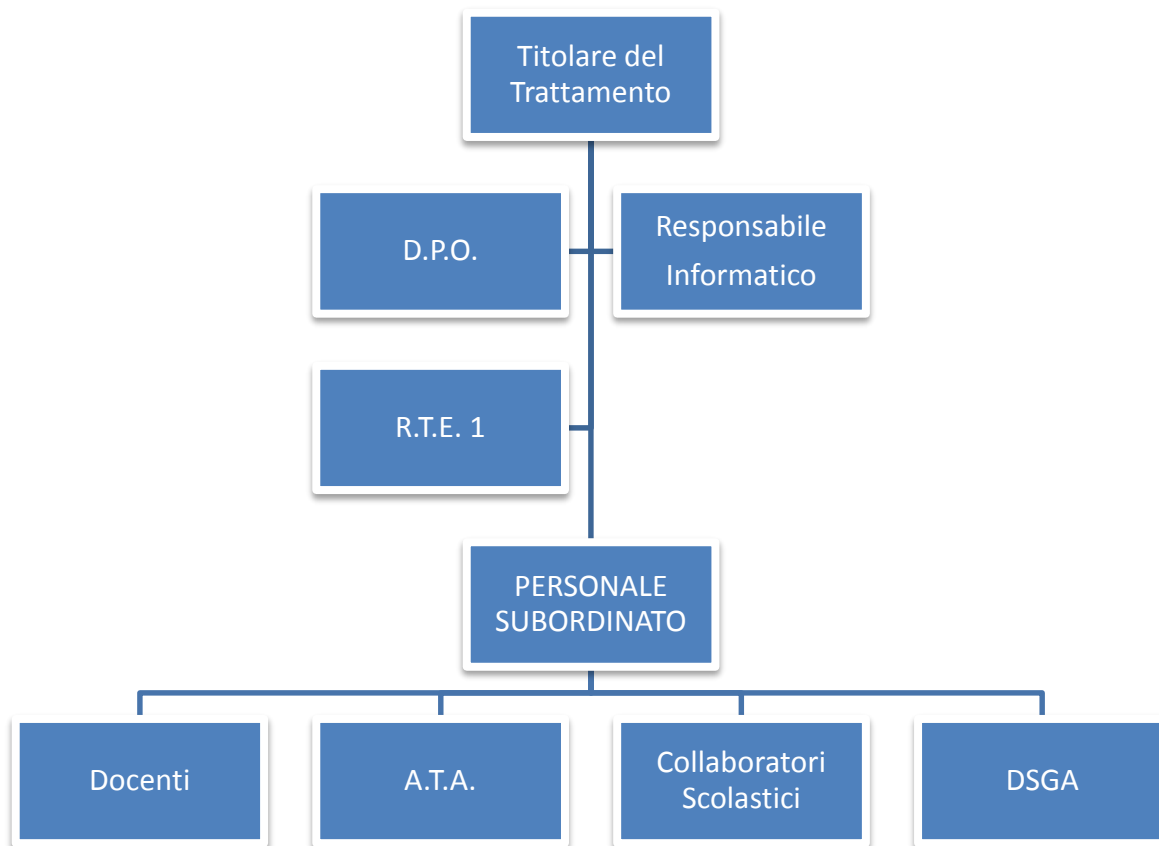 Titolare del
Trattamento
D.P.O.
Responsabile
Informatico
R.T.E. 1
PERSONALE
SUBORDINATO
Docenti
A.T.A.
Collaboratori
Scolastici
DSGA